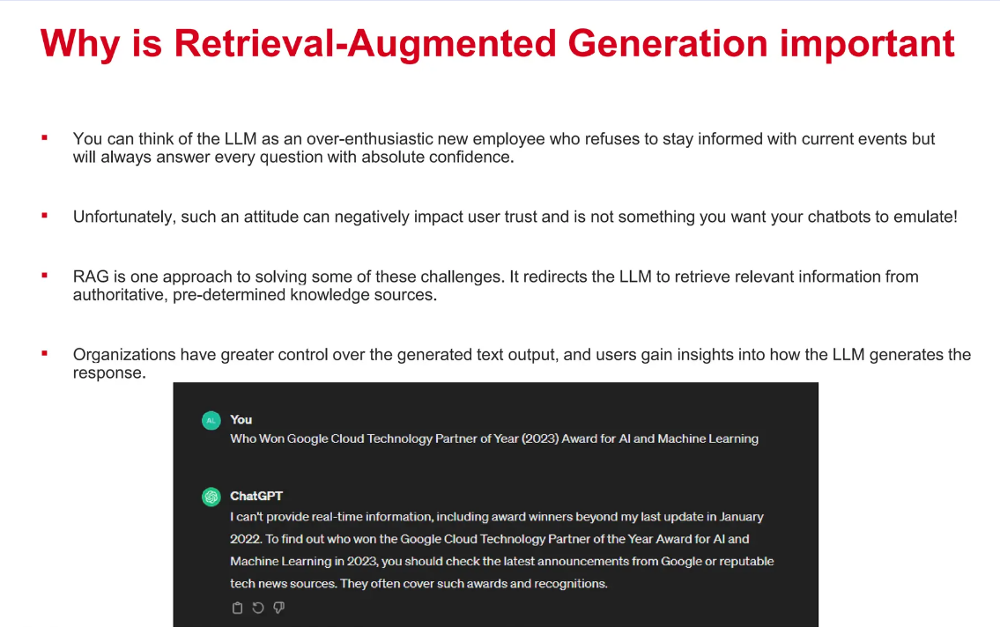 Why is Retrieval-Augmented Generation important
You can think of the LLM as an over-enthusiastic new employee who refuses to stay informed with current events but
will always answer every question with absolute confidence.
Unfortunately, such an attitude can negatively impact user trust and is not something you want your chatbots to emulate!
RAG is one approach to solving some of these challenges. It redirects the LLM to retrieve relevant information from
authoritative, pre-determined knowledge sources.
Organizations have greater control over the generated text output, and users gain insights into how the LLM generates the
response.
AL You
Who Won Google Cloud Technology Partner of Year (2023) Award for AI and Machine Learning
ChatGPT
I can't provide real-time information, including award winners beyond my last update in January
2022. To find out who won the Google Cloud Technology Partner of the Year Award for AI and
Machine Learning in 2023, you should check the latest announcements from Google or reputable
tech news sources. They often cover such awards and recognitions.